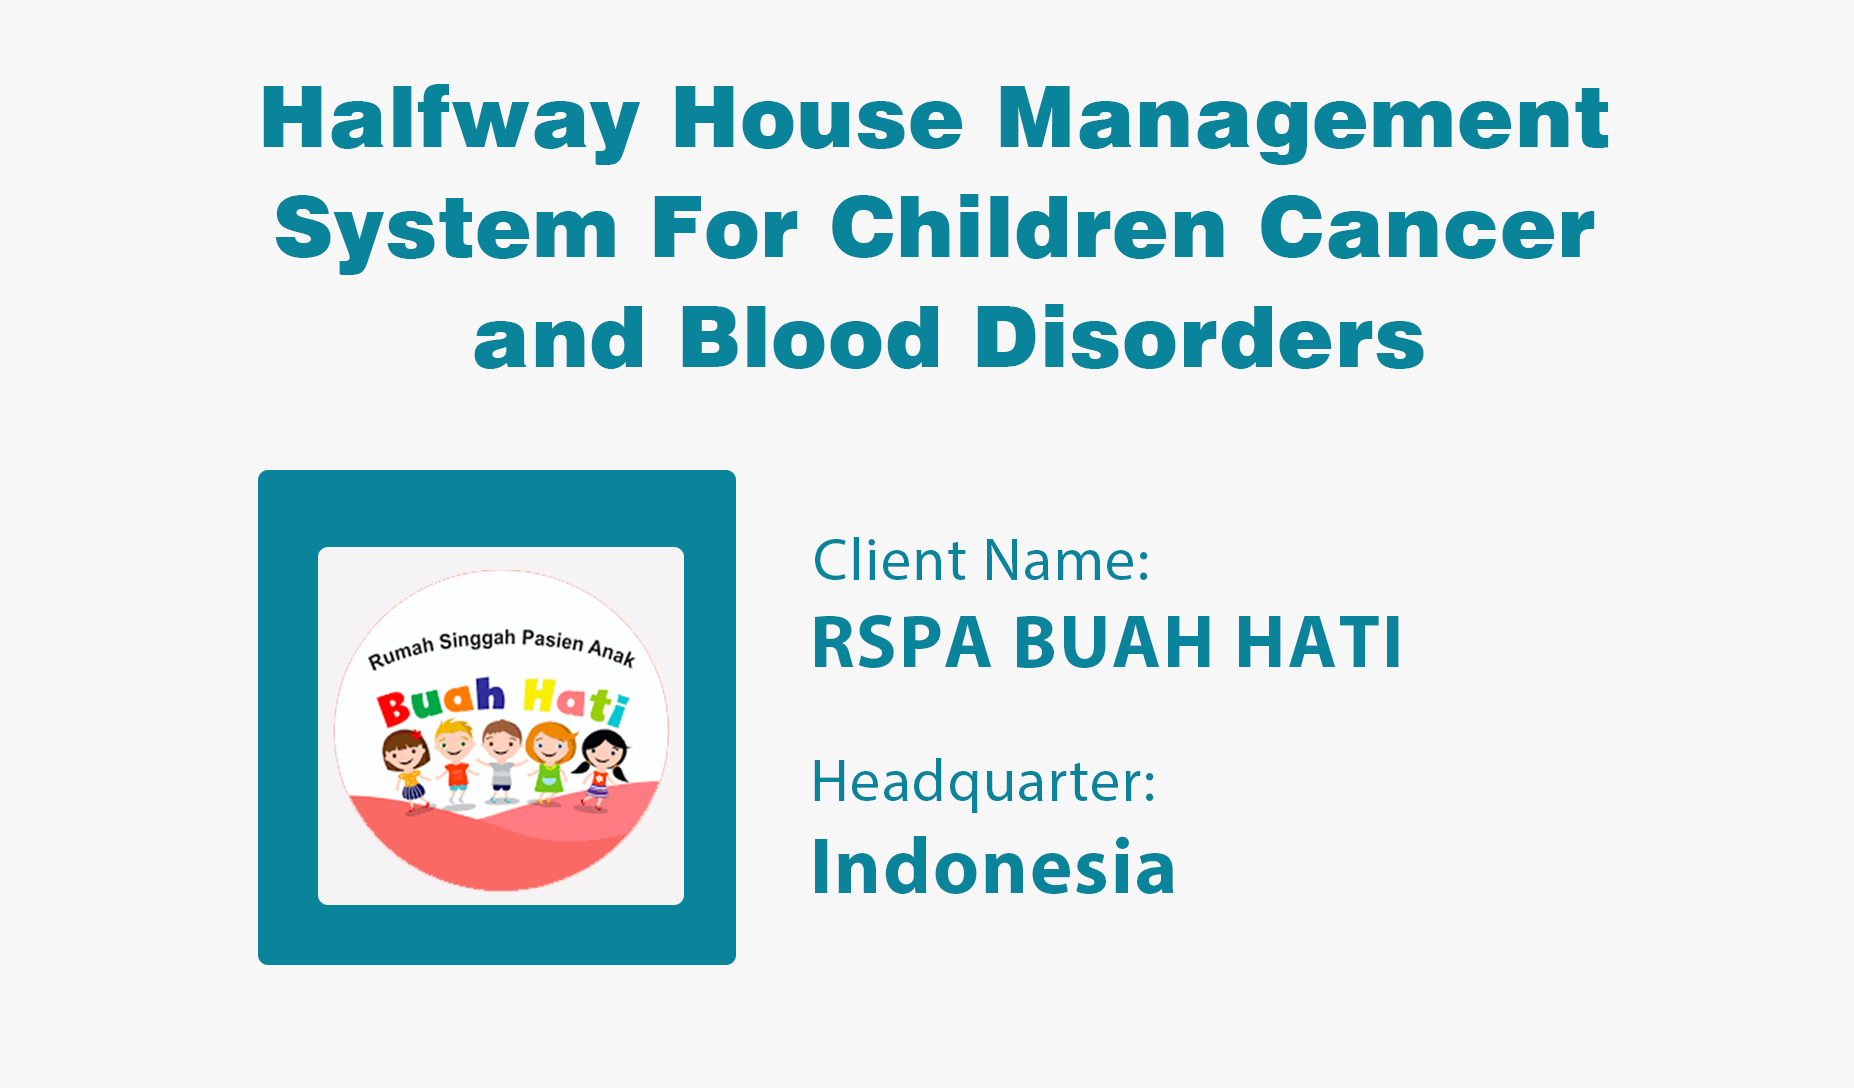 Halfway House Management
System For Children Cancer
and Blood Disorders
Rumah Singgah Pasien Anak
Buah Hati
Client Name:
RSPA BUAH HATI
Headquarter:
Indonesia